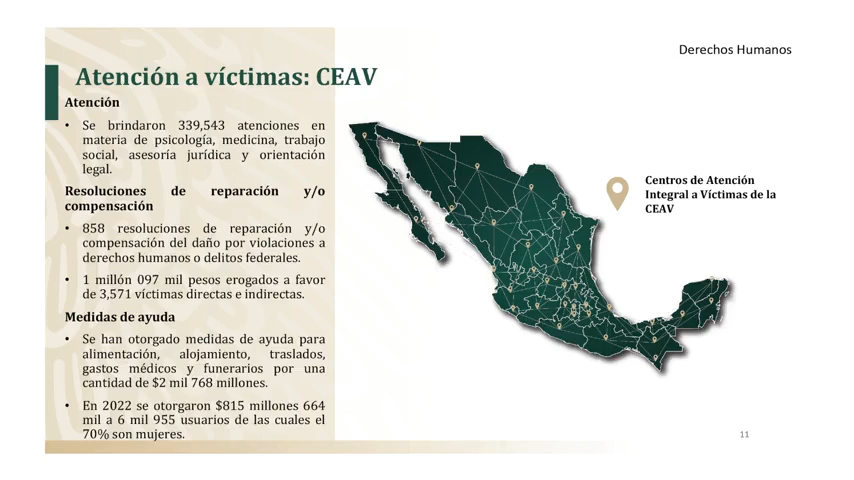 Derechos Humanos
Atención a víctimas: CEAV
Atención
• Se brindaron 339,543 atenciones en
materia de psicología, medicina, trabajo
social, asesoría jurídica y orientación
legal.
Resoluciones de reparación y/o
compensación
• 858 resoluciones de reparación y/o
compensación del daño por violaciones a
derechos humanos o delitos federales.
• 1 millón 097 mil pesos erogados a favor
de 3,571 víctimas directas e indirectas.
Medidas de ayuda
• Se han otorgado medidas de ayuda para
alimentación, alojamiento, traslados,
gastos médicos y funerarios por una
cantidad de $2 mil 768 millones.
• En 2022 se otorgaron $815 millones 664
mil a 6 mil 955 usuarios de las cuales el
70% son mujeres.
Centros de Atención
Integral a Víctimas de la
CEAV
11